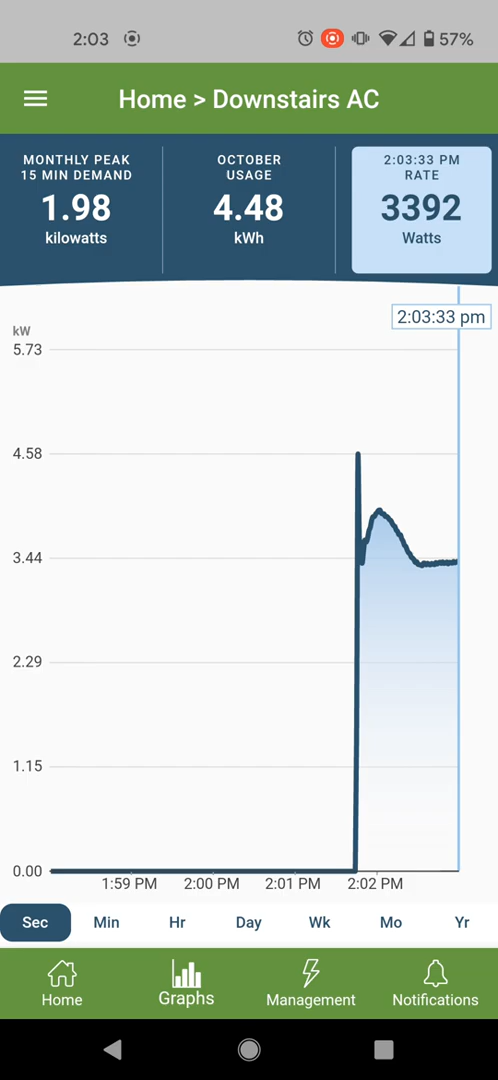 2:03
57%
Home > Downstairs AC
MONTHLY PEAK
15 MIN DEMAND
1.98
kilowatts
OCTOBER
USAGE
4.48
kWh
2:03:33 PM
RATE
3392
Watts
2:03:33 pm
kW
5.73
4.58
3.44
2.29
1.15
0.00
1:59 PM 2:00 PM 2:01 PM 2:02 PM
Sec Min Hr Day Wk Mo Yr
Home Graphs Management Notifications